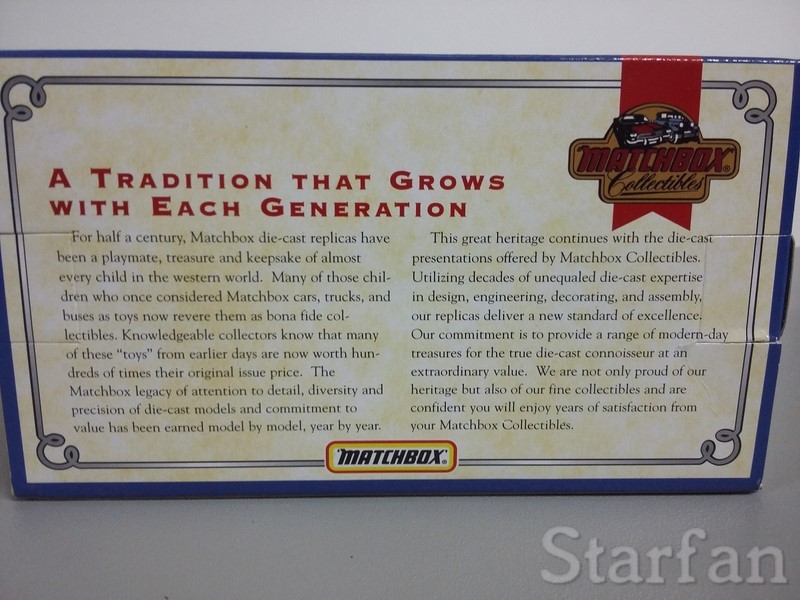 MATCHBOX®
Collectibles
A TRADITION THAT GROWS
WITH EACH GENERATION
For half a century, Matchbox die-cast replicas have
been a playmate, treasure and keepsake of almost
every child in the western world. Many of those chil-
dren who once considered Matchbox cars, trucks, and
buses as toys now revere them as bona fide col-
lectibles. Knowledgeable collectors know that many
of these “toys” from earlier days are now worth hun-
dreds of times their original issue price. The
Matchbox legacy of attention to detail, diversity and
precision of die-cast models and commitment to
value has been earned model by model, year by year.
This great heritage continues with the die-cast
presentations offered by Matchbox Collectibles.
Utilizing decades of unequaled die-cast expertise
in design, engineering, decorating, and assembly,
our replicas deliver a new standard of excellence.
Our commitment is to provide a range of modern-day
treasures for the true die-cast connoisseur at an
extraordinary value. We are not only proud of our
heritage but also of our fine collectibles and are
confident you will enjoy years of satisfaction from
your Matchbox Collectibles.
"MATCHBOX"®
Starfan